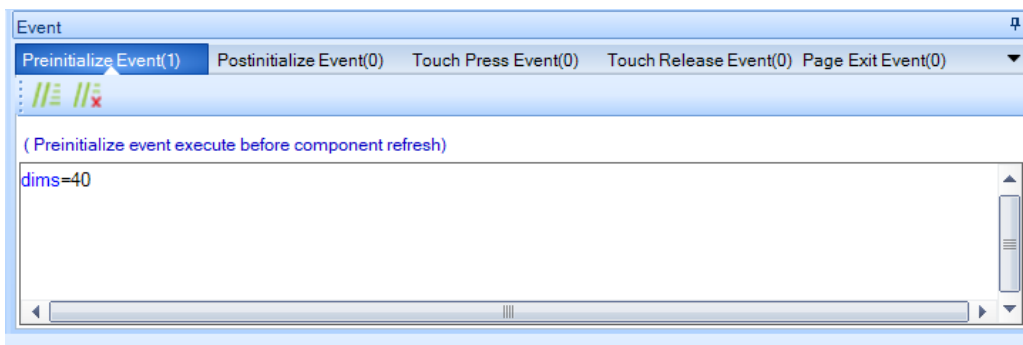 Event
Preinitialize Event(1) Postinitialize Event(0) Touch Press Event(0) Touch Release Event(0) Page Exit Event(0)
( Preinitialize event execute before component refresh)
dims=40